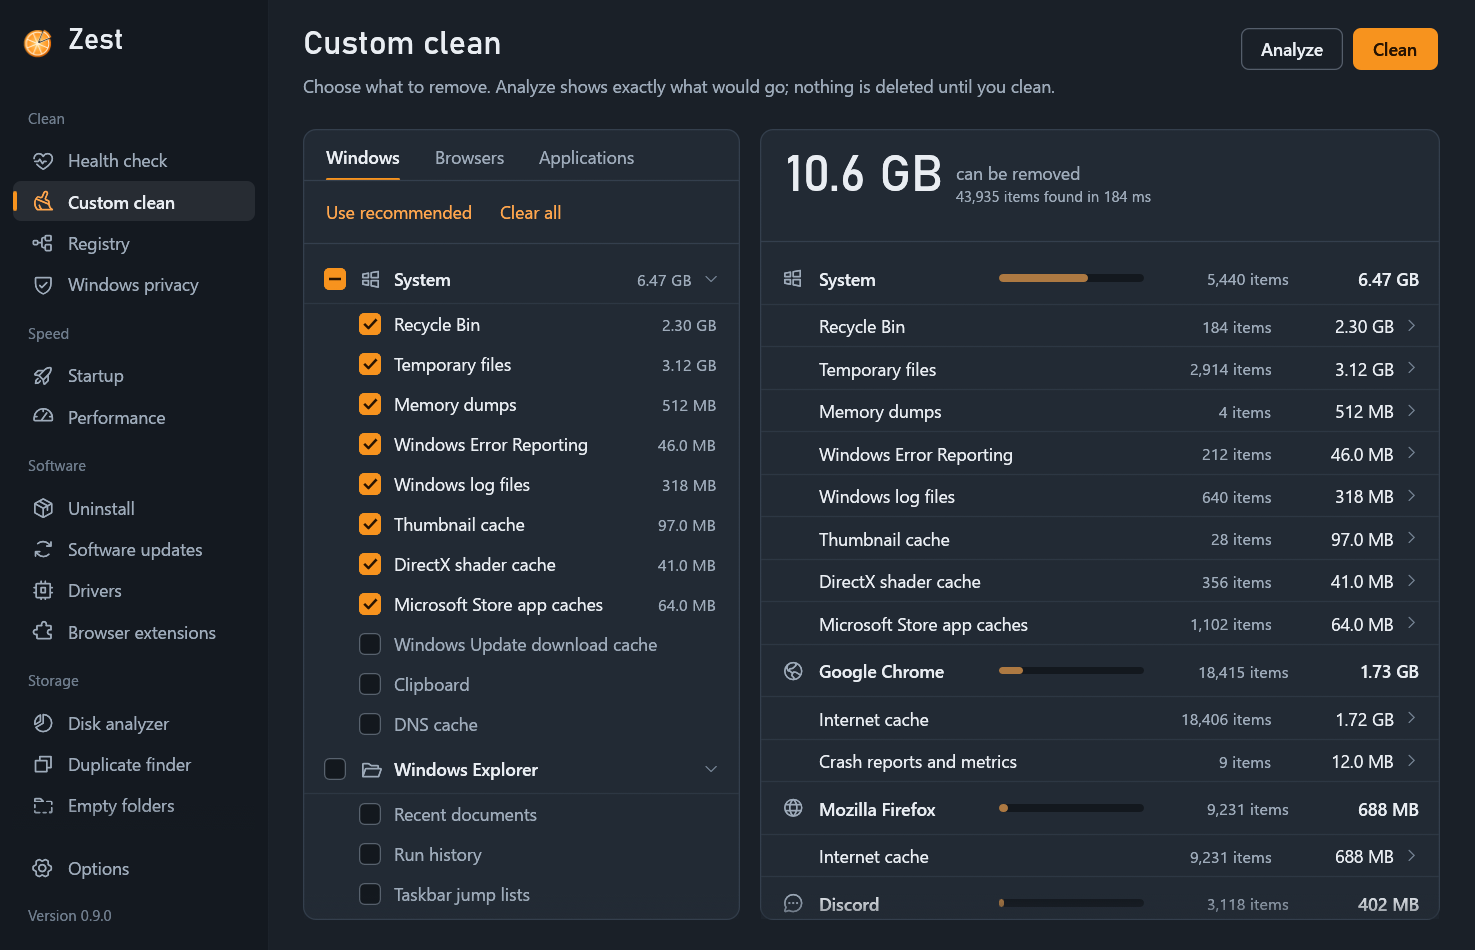 Zest
Clean
Health check
Custom clean
Registry
Windows privacy
Speed
Startup
Performance
Software
Uninstall
Software updates
Drivers
Browser extensions
Storage
Disk analyzer
Duplicate finder
Empty folders
Options
Version 0.9.0
Custom clean
Choose what to remove. Analyze shows exactly what would go; nothing is deleted until you clean.
Analyze Clean
Windows Browsers Applications
Use recommended Clear all
System 6.47 GB
Recycle Bin 2.30 GB
Temporary files 3.12 GB
Memory dumps 512 MB
Windows Error Reporting 46.0 MB
Windows log files 318 MB
Thumbnail cache 97.0 MB
DirectX shader cache 41.0 MB
Microsoft Store app caches 64.0 MB
Windows Update download cache
Clipboard
DNS cache
Windows Explorer
Recent documents
Run history
Taskbar jump lists
10.6 GB can be removed
43,935 items found in 184 ms
System 5,440 items 6.47 GB
Recycle Bin 184 items 2.30 GB
Temporary files 2,914 items 3.12 GB
Memory dumps 4 items 512 MB
Windows Error Reporting 212 items 46.0 MB
Windows log files 640 items 318 MB
Thumbnail cache 28 items 97.0 MB
DirectX shader cache 356 items 41.0 MB
Microsoft Store app caches 1,102 items 64.0 MB
Google Chrome 18,415 items 1.73 GB
Internet cache 18,406 items 1.72 GB
Crash reports and metrics 9 items 12.0 MB
Mozilla Firefox 9,231 items 688 MB
Internet cache 9,231 items 688 MB
Discord 3,118 items 402 MB